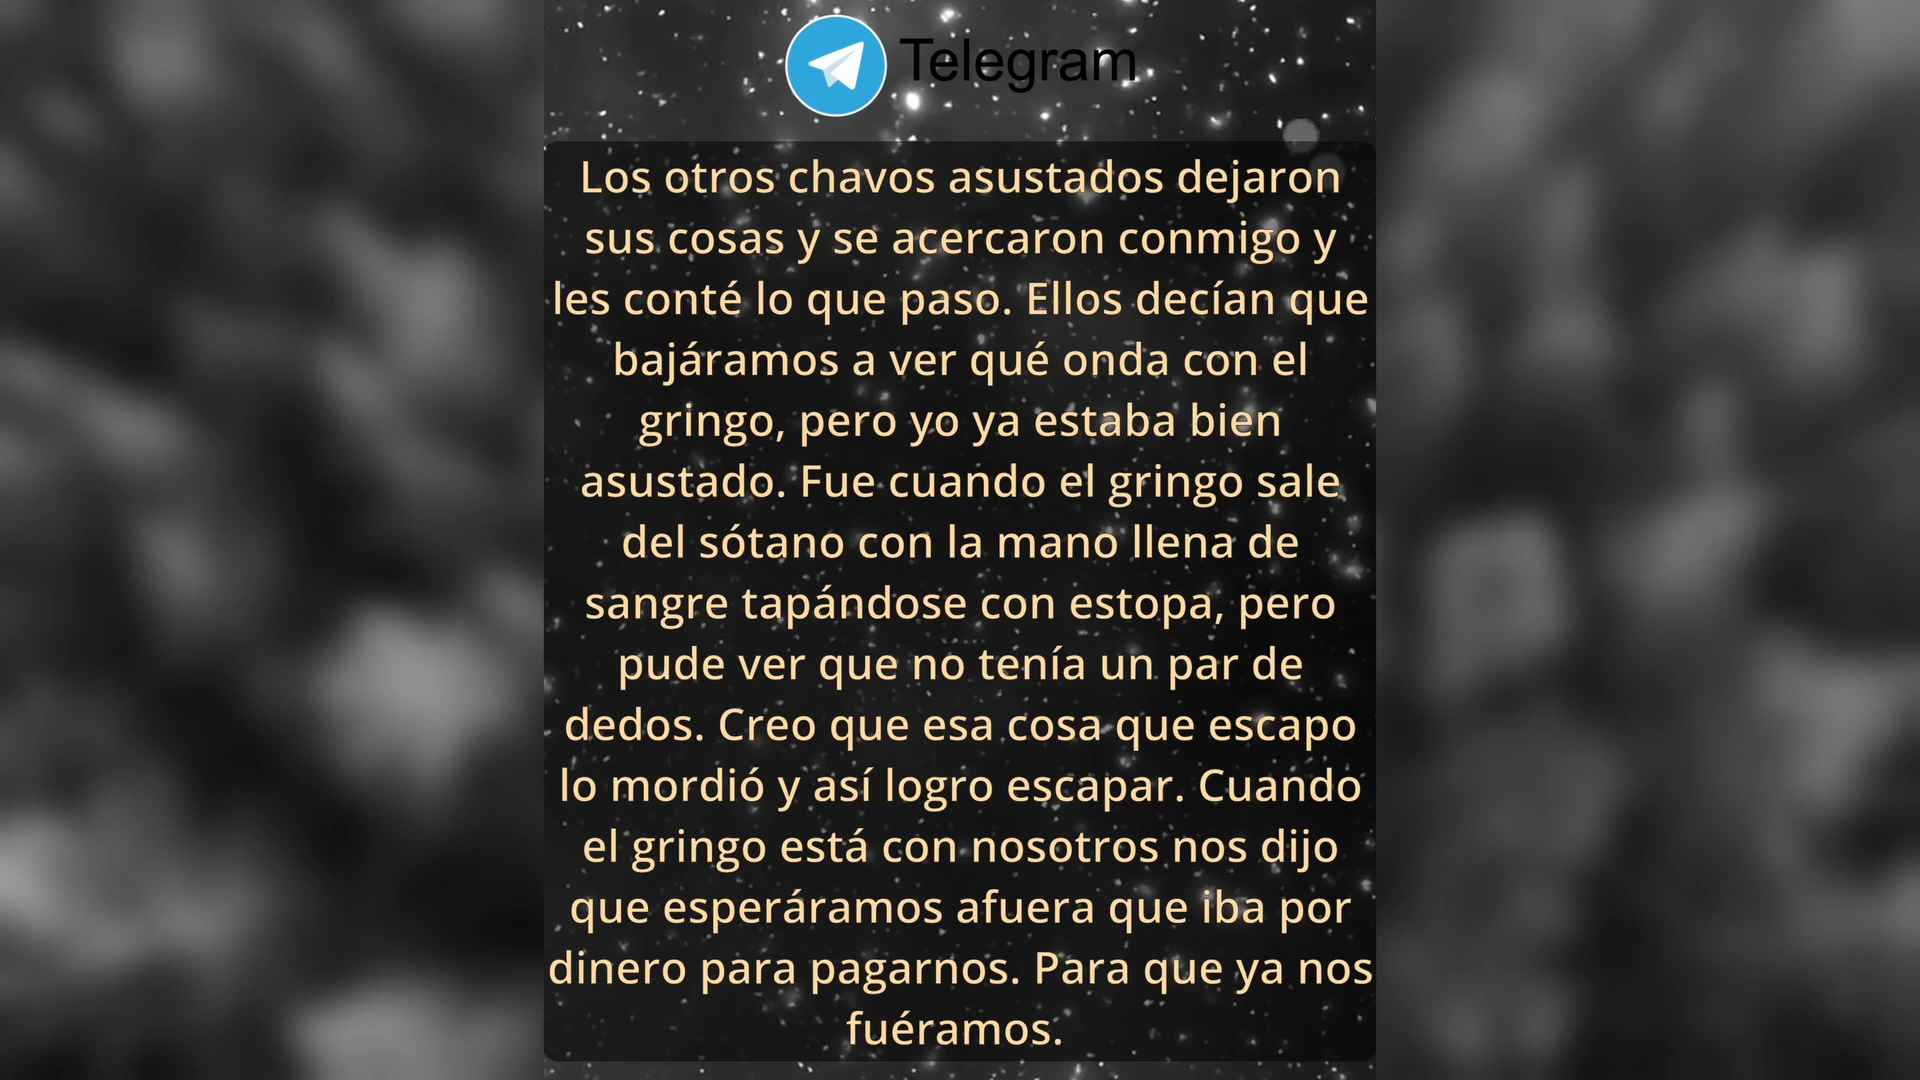 Telegram
Los otros chavos asustados dejaron
sus cosas y se acercaron conmigo y
les conté lo que paso. Ellos decían que
bajáramos a ver qué onda con el
gringo, pero yo ya estaba bien
asustado. Fue cuando el gringo sale
del sótano con la mano llena de
sangre tapándose con estopa, pero
pude ver que no tenía un par de
dedos. Creo que esa cosa que escapo
lo mordió y así logro escapar. Cuando
el gringo está con nosotros nos dijo
que esperáramos afuera que iba por
dinero para pagarnos. Para que ya nos
fuéramos.